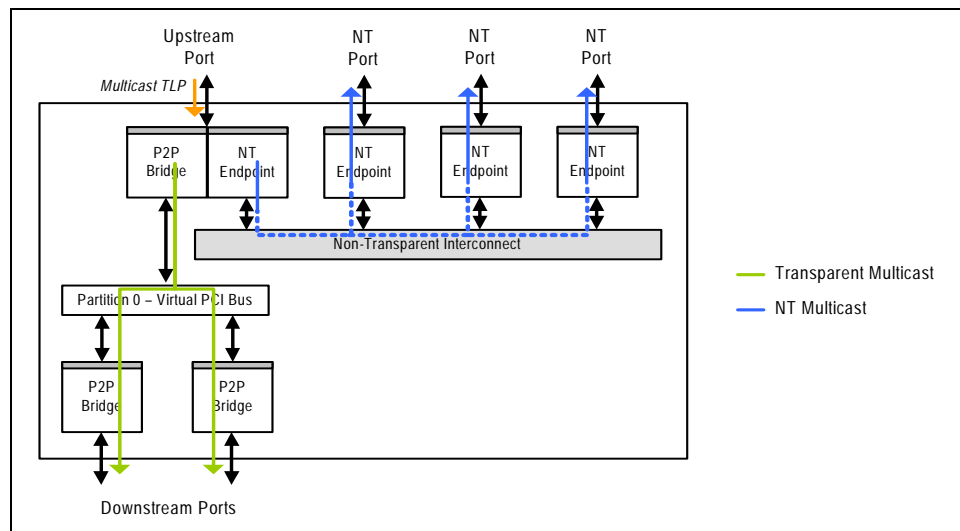 Upstream
Port
NT
Port
NT
Port
NT
Port
Multicast TLP
P2P
Bridge
NT
Endpoint
NT
Endpoint
NT
Endpoint
NT
Endpoint
Non-Transparent Interconnect
Transparent Multicast
NT Multicast
Partition 0 – Virtual PCI Bus
P2P
Bridge
P2P
Bridge
Downstream Ports